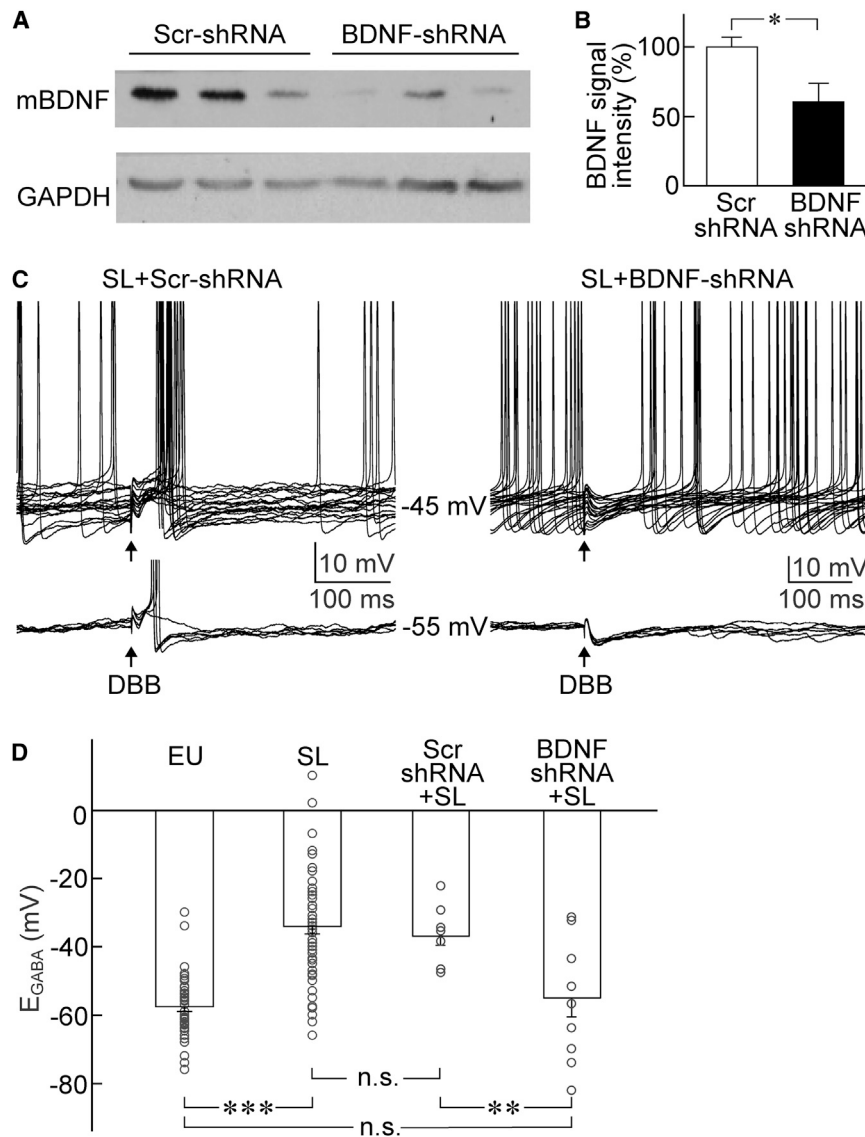 A
Scr-shRNA BDNF-shRNA
mBDNF
GAPDH
B
*
BDNF signal
intensity (%)
100
50
0
Scr
shRNA
BDNF
shRNA
C
SL+Scr-shRNA
SL+BDNF-shRNA
-45 mV
10 mV
100 ms
10 mV
100 ms
-55 mV
DBB
DBB
D
EU
SL
Scr
shRNA
+SL
BDNF
shRNA
+SL
E_GABA (mV)
0
-20
-40
-60
-80
n.s.
***
**
n.s.